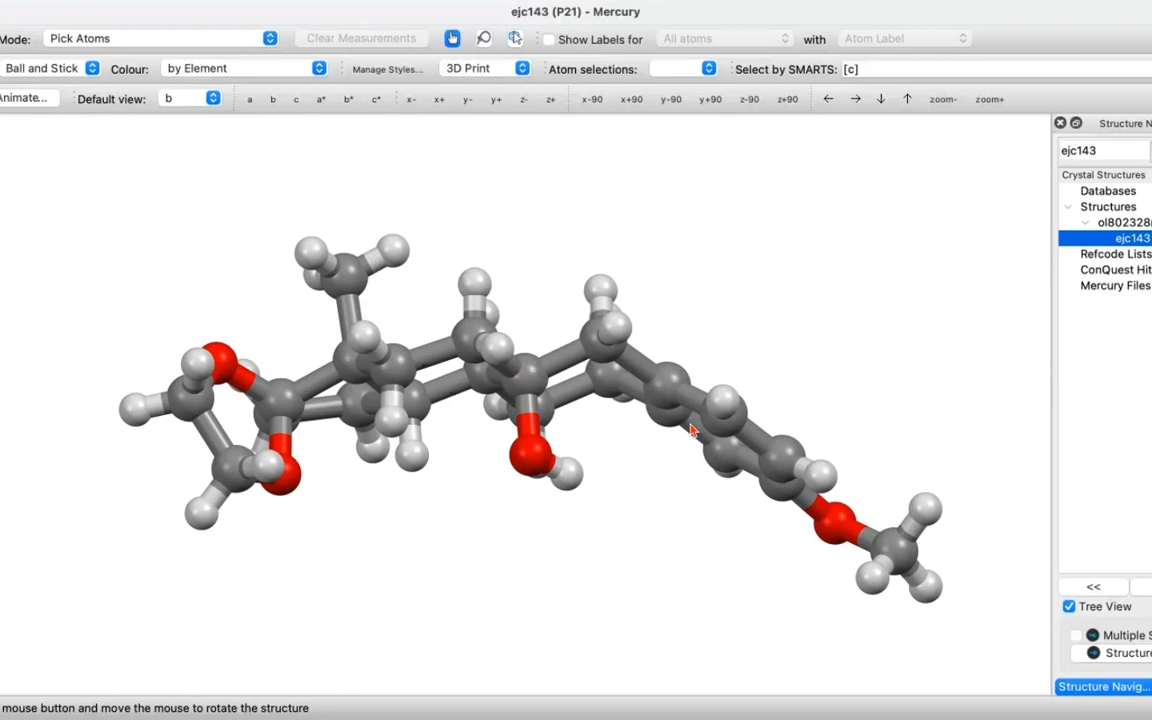 ejc143 (P21) - Mercury
Mode: Pick Atoms Clear Measurements Show Labels for All atoms with Atom Label
Ball and Stick Colour: by Element Manage Styles... 3D Print Atom selections: Select by SMARTS: [c]
Animate... Default view: b a b c a* b* c* x- x+ y- y+ z- z+ x-90 x+90 y-90 y+90 z-90 z+90 ← → ↓ ↑ zoom- zoom+
Structure N
ejc143
Crystal Structures
Databases
Structures
ol802328
ejc143
Refcode Lists
ConQuest Hit
Mercury Files
<<
Tree View
Multiple S
Structure
Structure Navig...
mouse button and move the mouse to rotate the structure